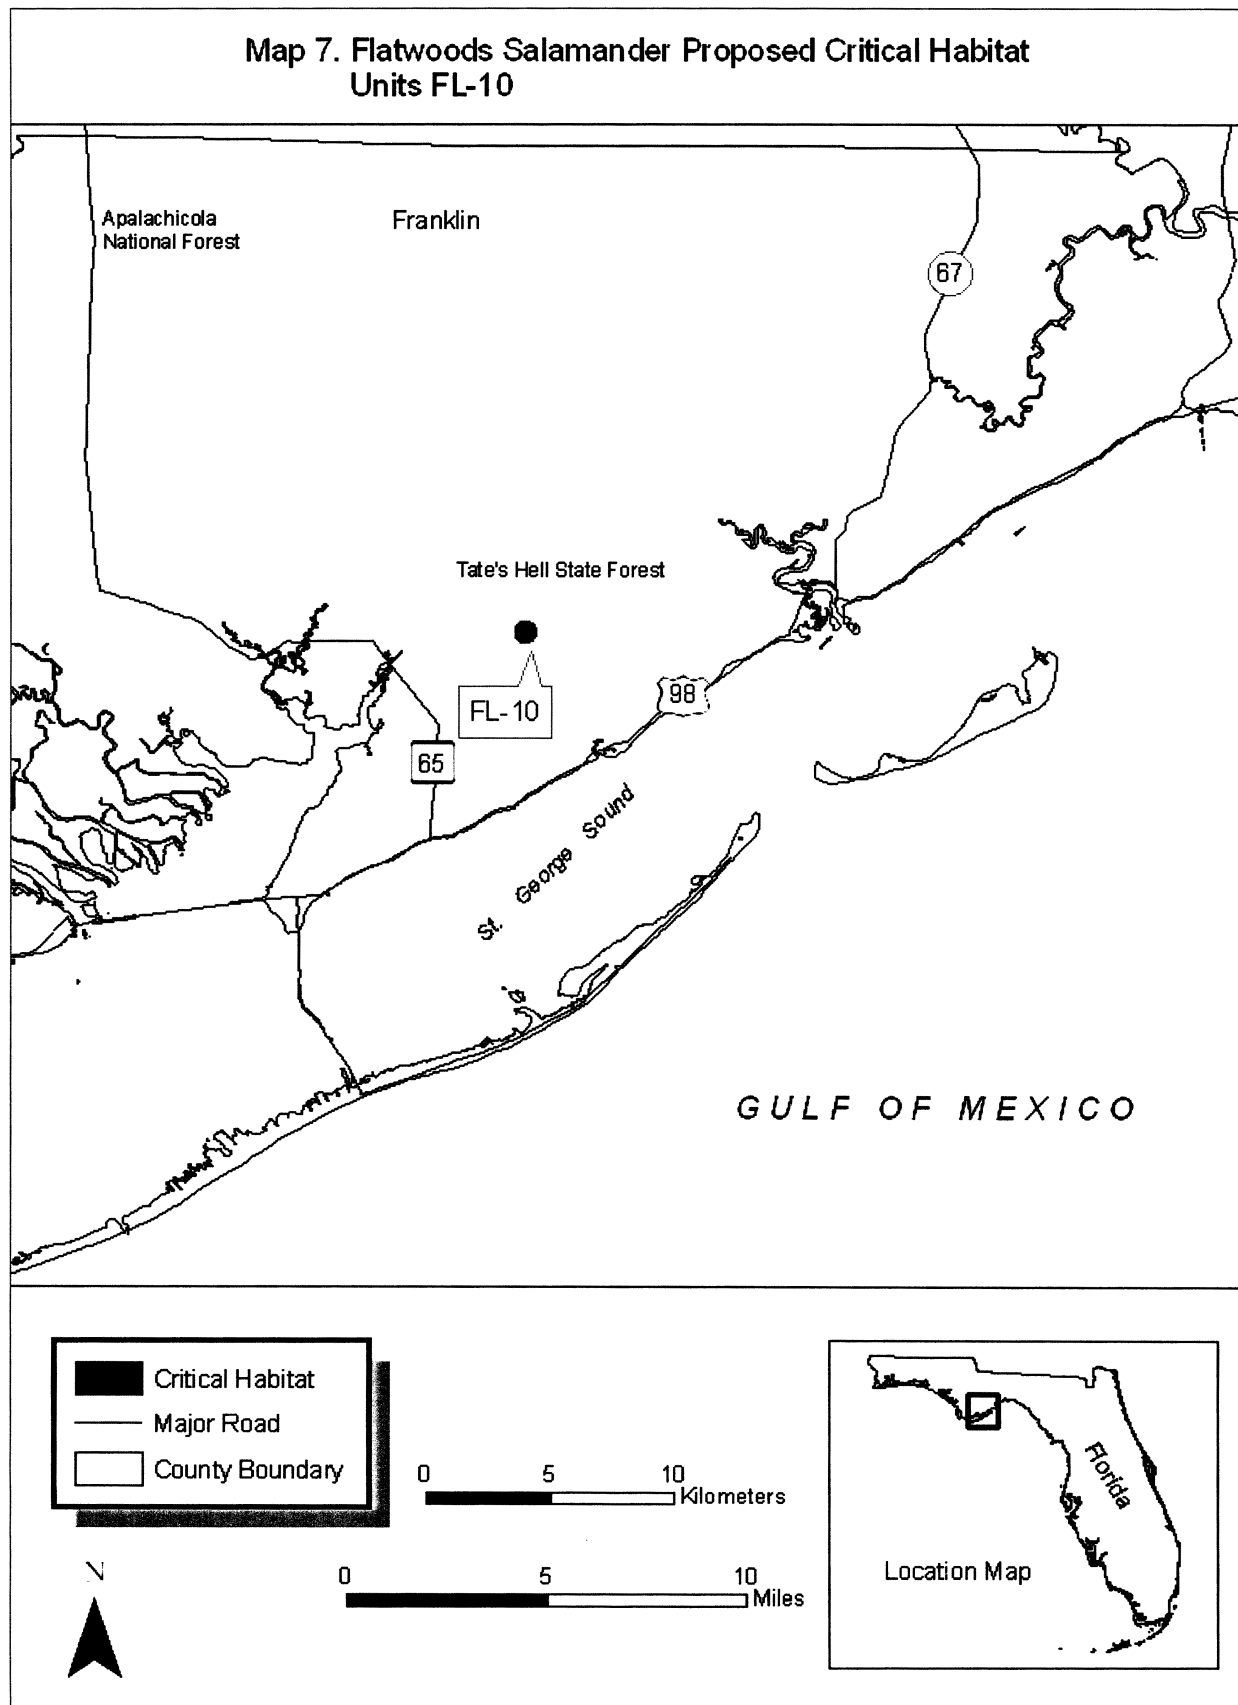 Map 7. Flatwoods Salamander Proposed Critical Habitat
Units FL-10
Apalachicola
National Forest
Franklin
67
Tate's Hell State Forest
FL-10
98
65
St. George Sound
GULF OF MEXICO
Critical Habitat
Major Road
County Boundary
0 5 10
Kilometers
N
0 5 10
Miles
Florida
Location Map